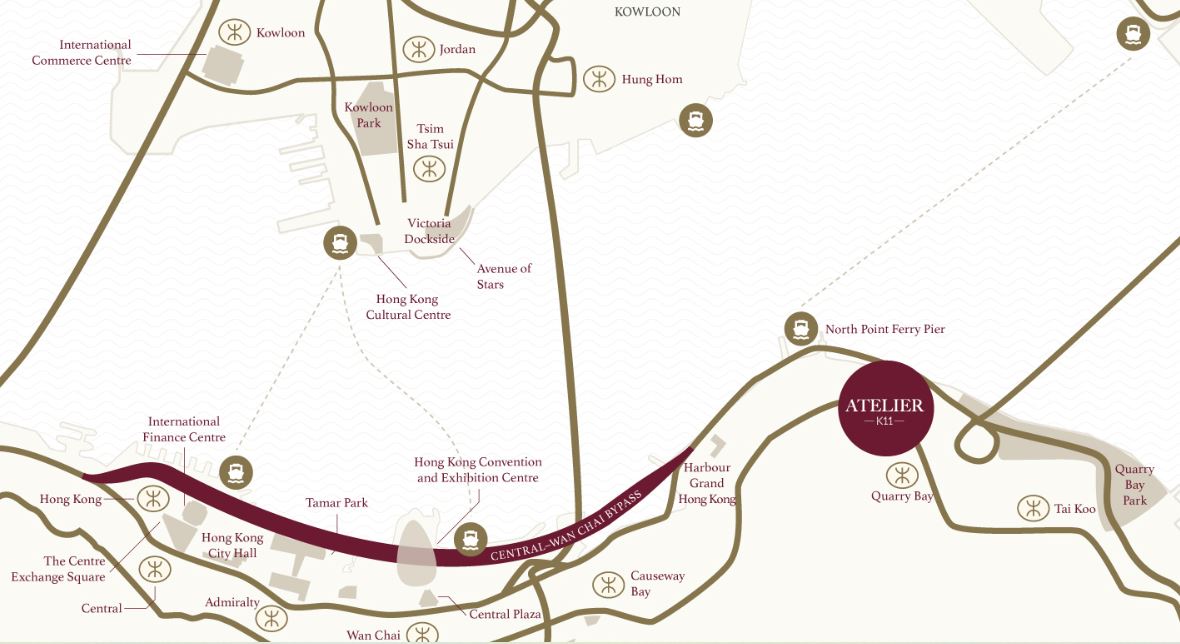 KOWLOON
Kowloon
International
Commerce Centre
Jordan
Hung Hom
Kowloon
Park
Tsim
Sha Tsui
Victoria
Dockside
Avenue of
Stars
Hong Kong
Cultural Centre
North Point Ferry Pier
ATELIER
K11
International
Finance Centre
Hong Kong Convention
and Exhibition Centre
Harbour
Grand
Hong Kong
Quarry
Bay
Park
Quarry Bay
Tai Koo
Hong Kong
Tamar Park
CENTRAL-WAN CHAI BYPASS
Hong Kong
City Hall
The Centre
Exchange Square
Central
Admiralty
Causeway
Bay
Central Plaza
Wan Chai